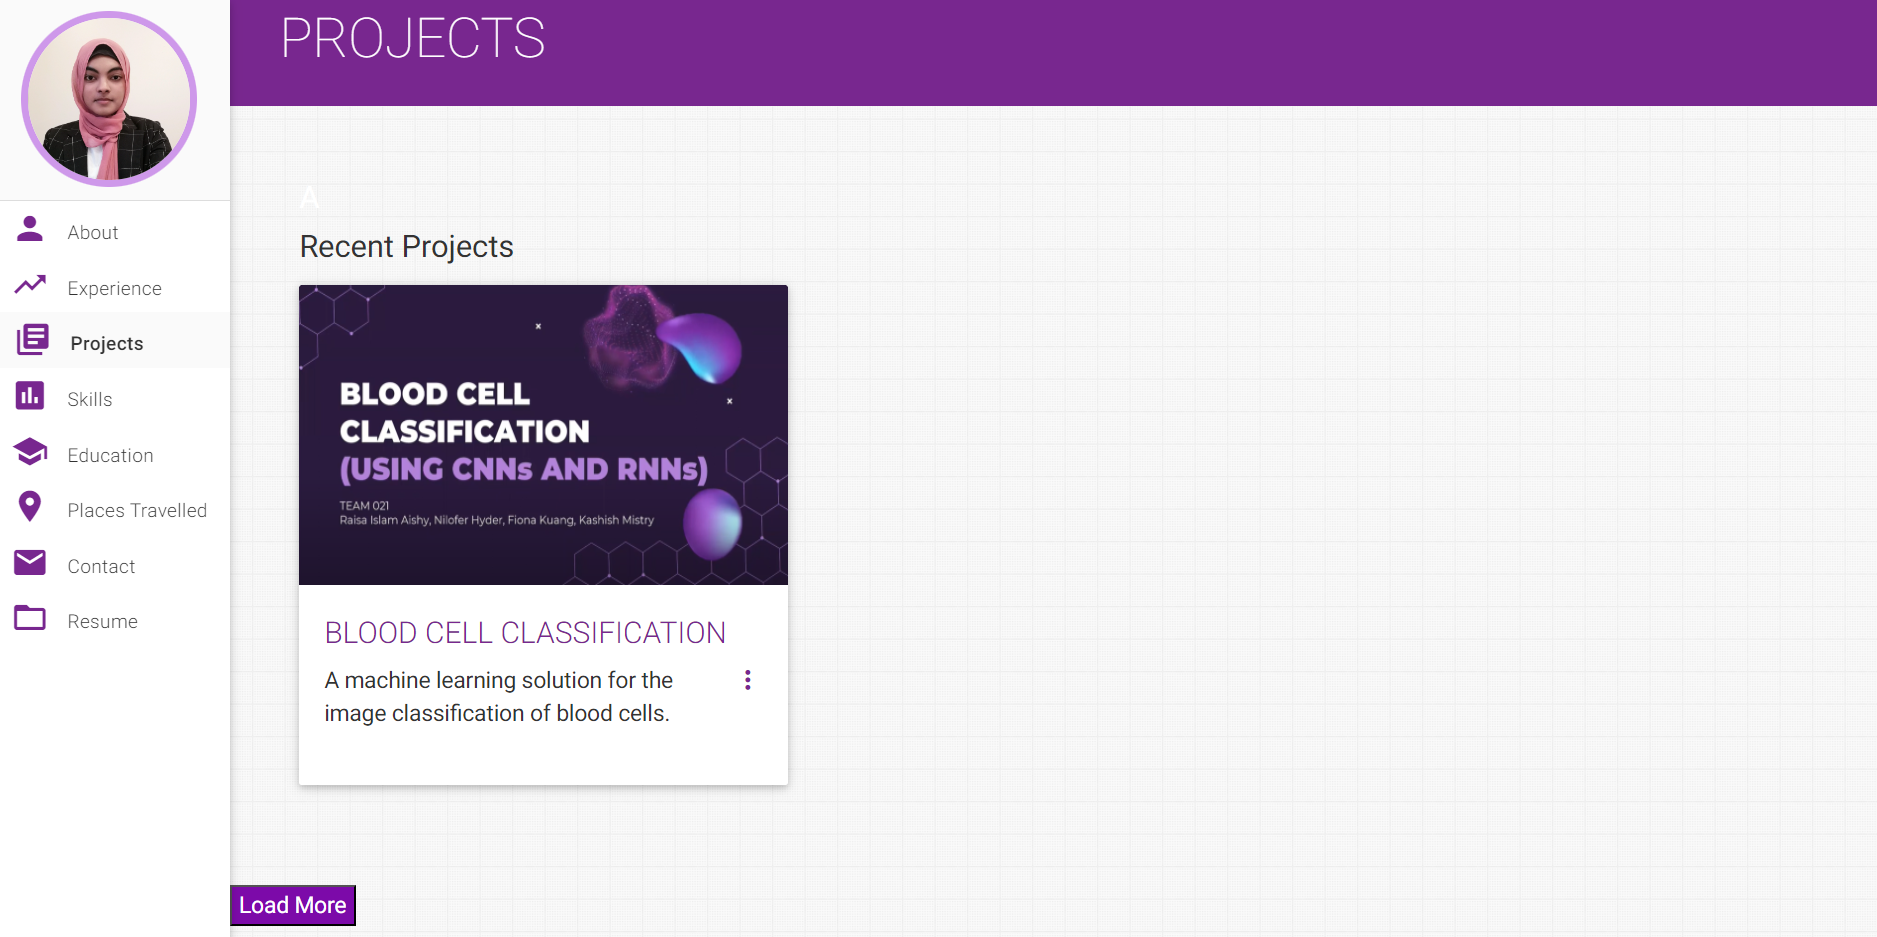 PROJECTS
About
Experience
Projects
Skills
Education
Places Travelled
Contact
Resume
A
Recent Projects
BLOOD CELL
CLASSIFICATION
(USING CNNs AND RNNs)
TEAM 021
Raisa Islam Aishy, Nilofer Hyder, Fiona Kuang, Kashish Mistry
BLOOD CELL CLASSIFICATION
A machine learning solution for the
image classification of blood cells.
Load More